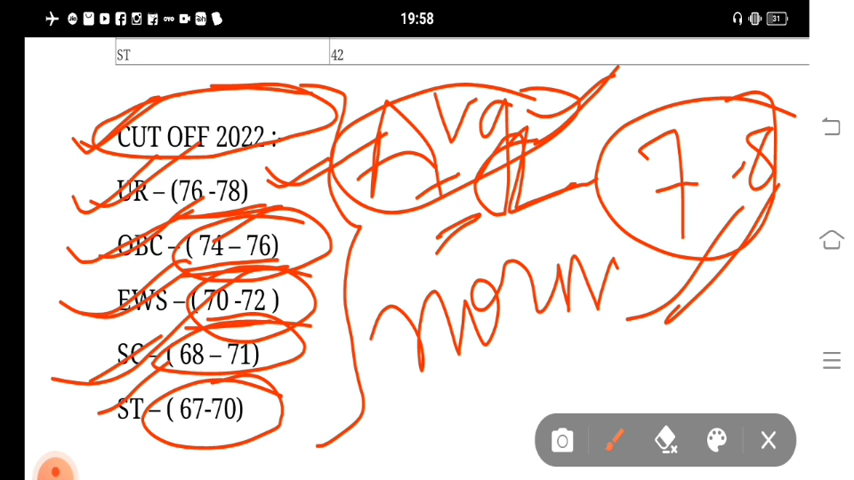 19:58
31
ST 42
CUT OFF 2022 :-
UR – (76 -78)
OBC – ( 74 – 76)
EWS – ( 70 -72 )
SC – ( 68 – 71)
ST – ( 67-70)
Avg
7.8